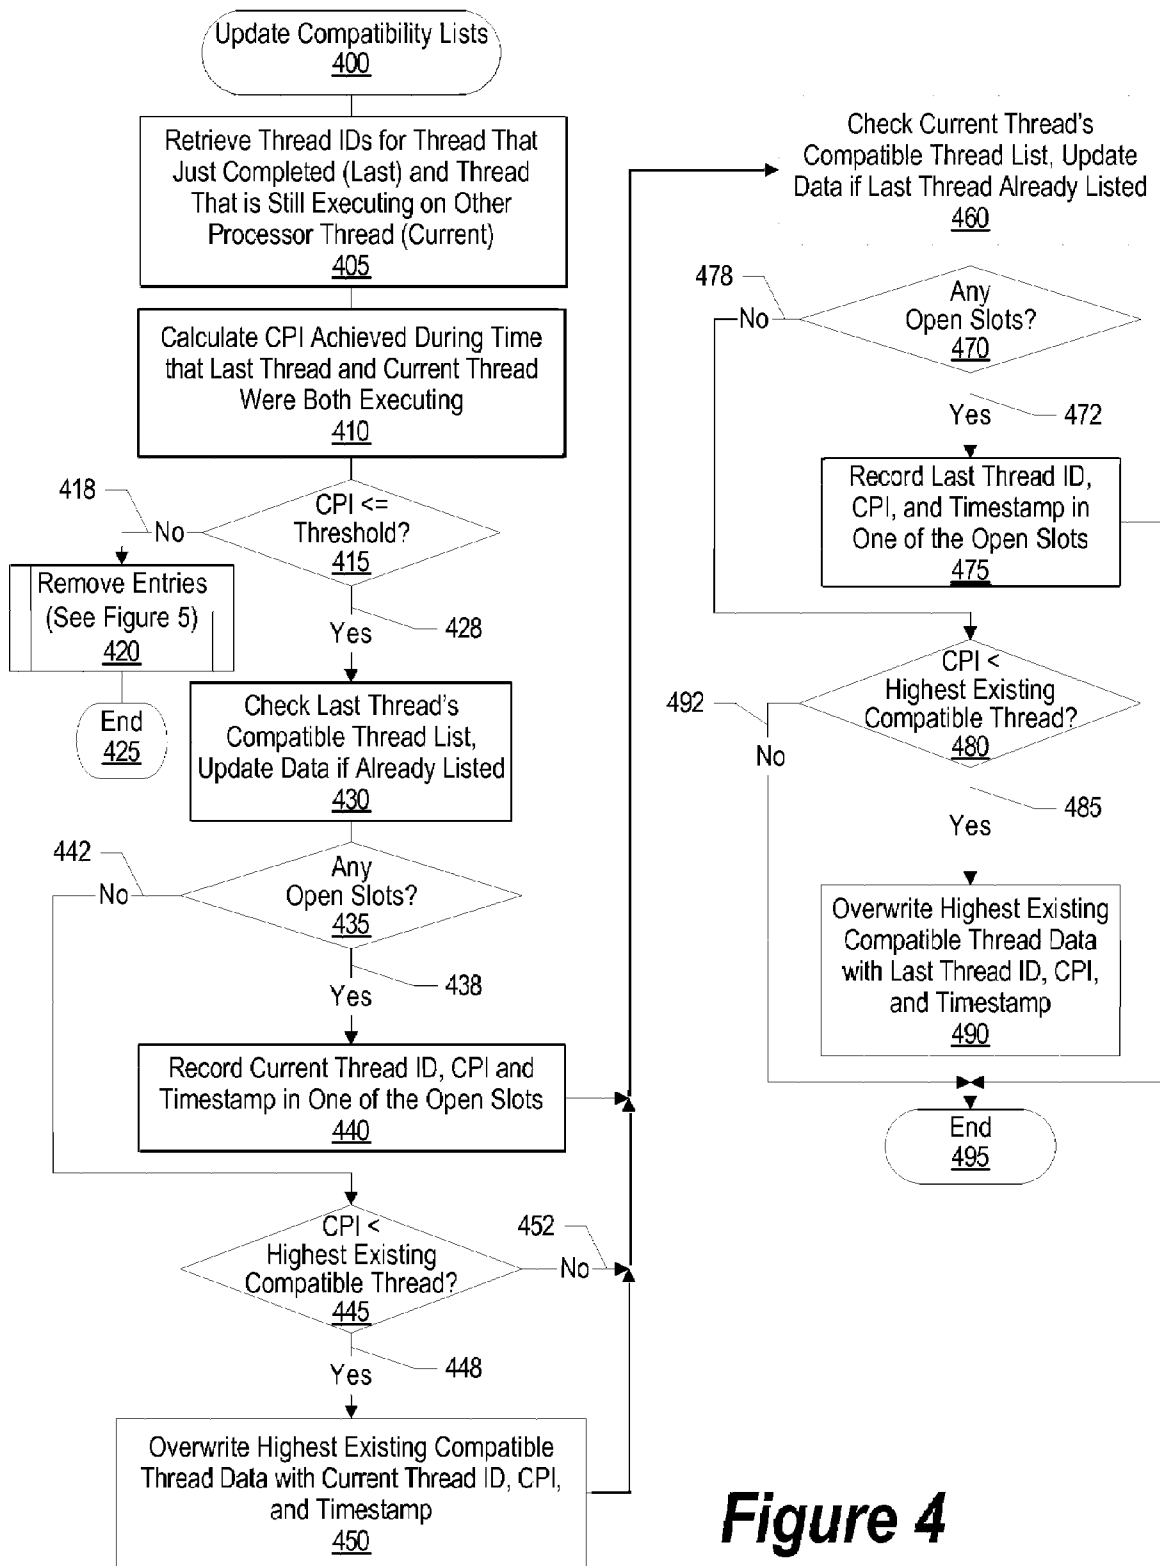 Update Compatibility Lists
400
Retrieve Thread IDs for Thread That
Just Completed (Last) and Thread
That is Still Executing on Other
Processor Thread (Current)
405
Calculate CPI Achieved During Time
that Last Thread and Current Thread
Were Both Executing
410
418
CPI <=
Threshold?
415
No
Remove Entries
(See Figure 5)
420
End
425
428
Yes
Check Last Thread's
Compatible Thread List,
Update Data if Already Listed
430
442
No
Any
Open Slots?
435
438
Yes
Record Current Thread ID, CPI and
Timestamp in One of the Open Slots
440
CPI <
Highest Existing
Compatible Thread?
445
452
No
448
Yes
Overwrite Highest Existing Compatible
Thread Data with Current Thread ID, CPI,
and Timestamp
450
Check Current Thread's
Compatible Thread List, Update
Data if Last Thread Already Listed
460
478
No
Any
Open Slots?
470
472
Yes
Record Last Thread ID,
CPI, and Timestamp in
One of the Open Slots
475
CPI <
Highest Existing
Compatible Thread?
480
492
No
485
Yes
Overwrite Highest Existing
Compatible Thread Data
with Last Thread ID, CPI,
and Timestamp
490
End
495
Figure 4